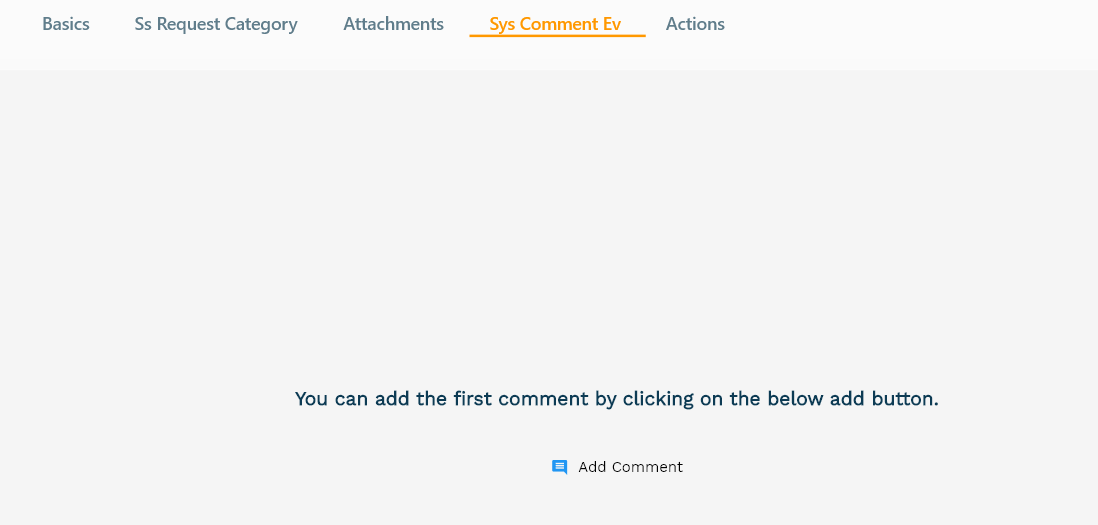 Basics Ss Request Category Attachments Sys Comment Ev Actions
You can add the first comment by clicking on the below add button.
Add Comment